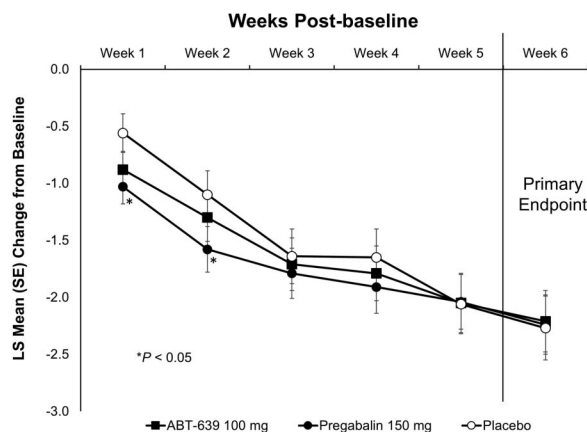 Weeks Post-baseline
Week 1 Week 2 Week 3 Week 4 Week 5 Week 6
0.0
-0.5
-1.0
-1.5
-2.0
-2.5
-3.0
LS Mean (SE) Change from Baseline
Primary
Endpoint
*
*
*P < 0.05
ABT-639 100 mg Pregabalin 150 mg Placebo